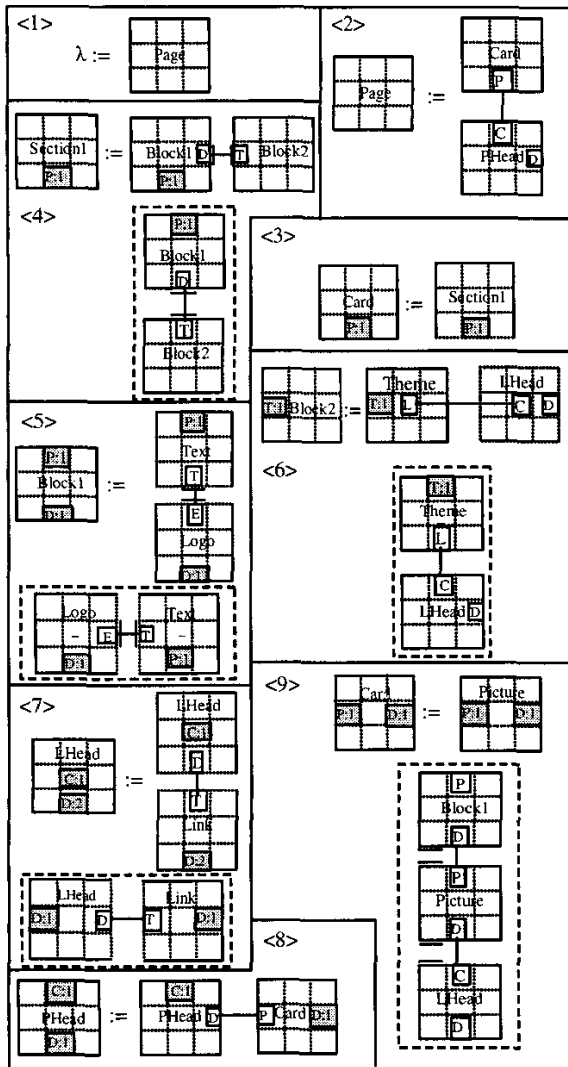 <1>
λ :=
Page
<2>
Page
:=
Card
P
C
PHead
D
Section1
P:1
:=
Block1
D
P:1
T
Block2
<4>
P:1
Block1
D
T
Block2
<3>
Card
P:1
:=
Section1
P:1
T:1
Block2
:=
Theme
T:1
L
LHead
C
D
<5>
P:1
Block1
D:1
:=
P:1
Text
T
E
Logo
D:1
Logo
E
D:1
Text
T
P:1
<6>
T:1
Theme
L
C
LHead
D
<7>
LHead
C:1
D:2
:=
LHead
C:1
D
T
Link
D:2
LHead
D:1
D
Link
T
D:1
<9>
Card
P:1
D:1
:=
Picture
P:1
D:1
P
Block1
D
P
Picture
D
C
LHead
D
<8>
C:1
PHead
D:1
:=
C:1
PHead
D
P
Card
D:1